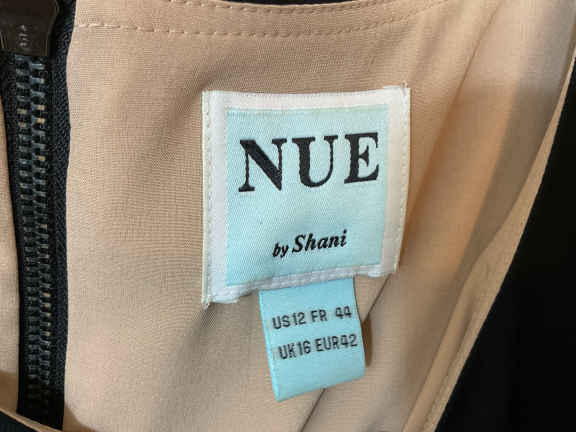 NUE
by Shani
US12 FR 44
UK16 EUR42